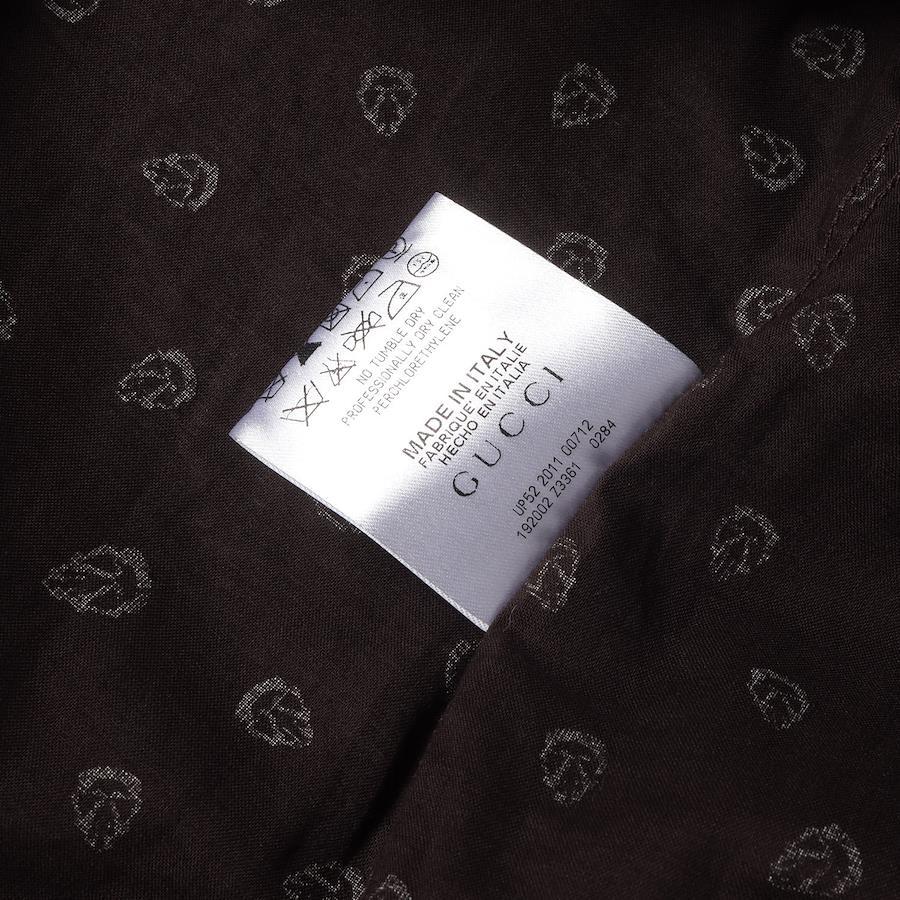 NO TUMBLE DRY
PROFESSIONALLY DRY CLEAN
PERCHLORETHYLENE
MADE IN ITALY
FABRIQUE' EN ITALIE
HECHO EN ITALIA
GUCCI
UP52 2011 00712
192002 Z3361 0284